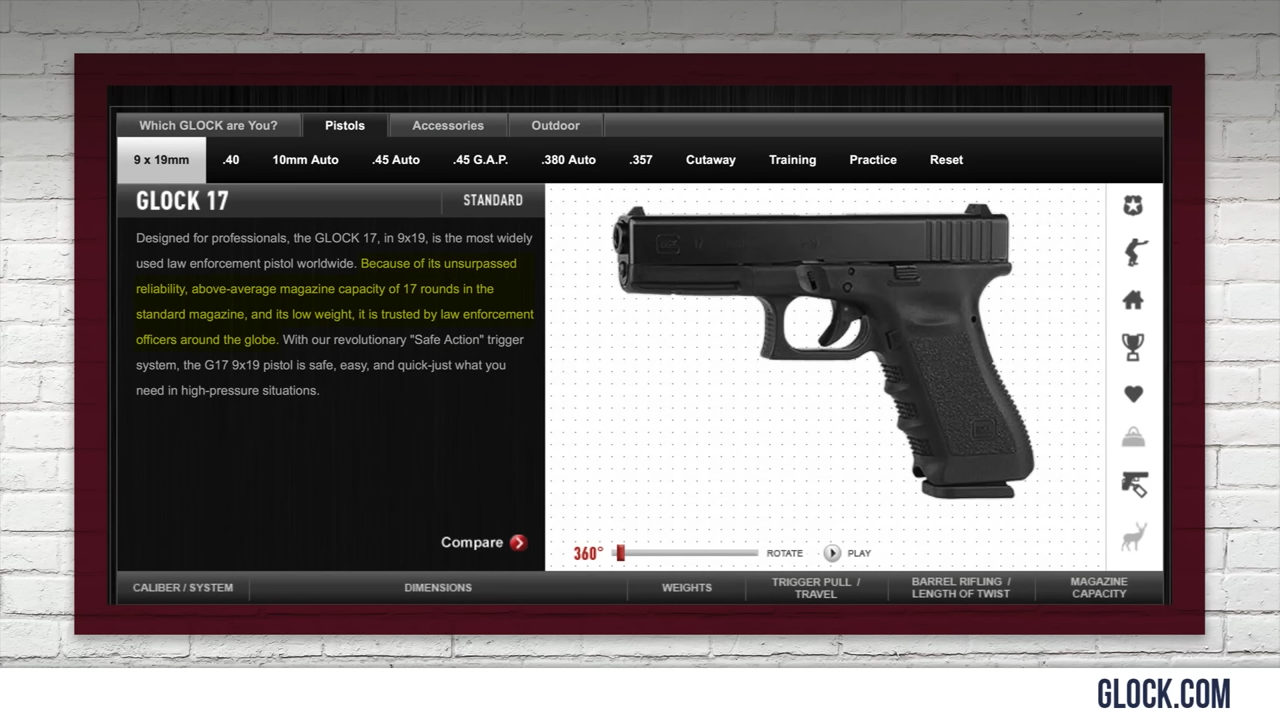 Which GLOCK are You? Pistols Accessories Outdoor
9 x 19mm .40 10mm Auto .45 Auto .45 G.A.P. .380 Auto .357 Cutaway Training Practice Reset
GLOCK 17 STANDARD
Designed for professionals, the GLOCK 17, in 9x19, is the most widely
used law enforcement pistol worldwide. Because of its unsurpassed
reliability, above-average magazine capacity of 17 rounds in the
standard magazine, and its low weight, it is trusted by law enforcement
officers around the globe. With our revolutionary "Safe Action" trigger
system, the G17 9x19 pistol is safe, easy, and quick-just what you
need in high-pressure situations.
Compare
17
360° ROTATE PLAY
CALIBER / SYSTEM
DIMENSIONS
WEIGHTS
TRIGGER PULL /
TRAVEL
BARREL RIFLING /
LENGTH OF TWIST
MAGAZINE
CAPACITY
GLOCK.COM